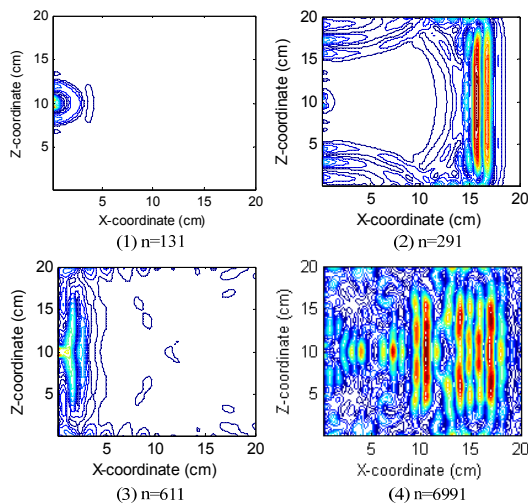 20
15
10
5
Z-coordinate (cm)
5 10 15 20
X-coordinate (cm)
(1) n=131
20
15
10
5
Z-coordinate (cm)
5 10 15 20
X-coordinate (cm)
(2) n=291
20
15
10
5
0
Z-coordinate (cm)
5 10 15 20
X-coordinate (cm)
(3) n=611
20
15
10
5
Z-coordinate (cm)
5 10 15 20
X-coordinate (cm)
(4) n=6991